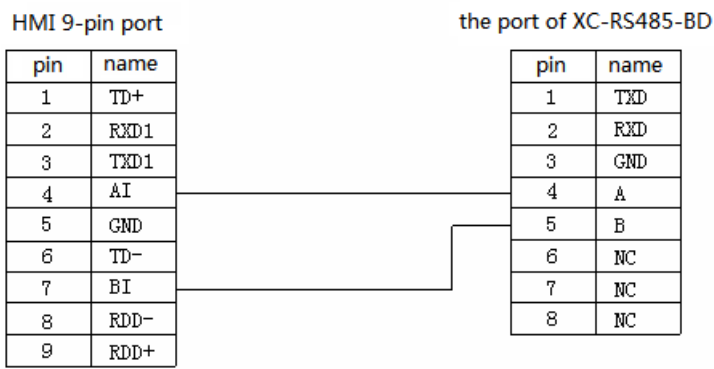 HMI 9-pin port
pin name
1 TD+
2 RXD1
3 TXD1
4 AI
5 GND
6 TD-
7 BI
8 RDD-
9 RDD+
the port of XC-RS485-BD
pin name
1 TXD
2 RXD
3 GND
4 A
5 B
6 NC
7 NC
8 NC